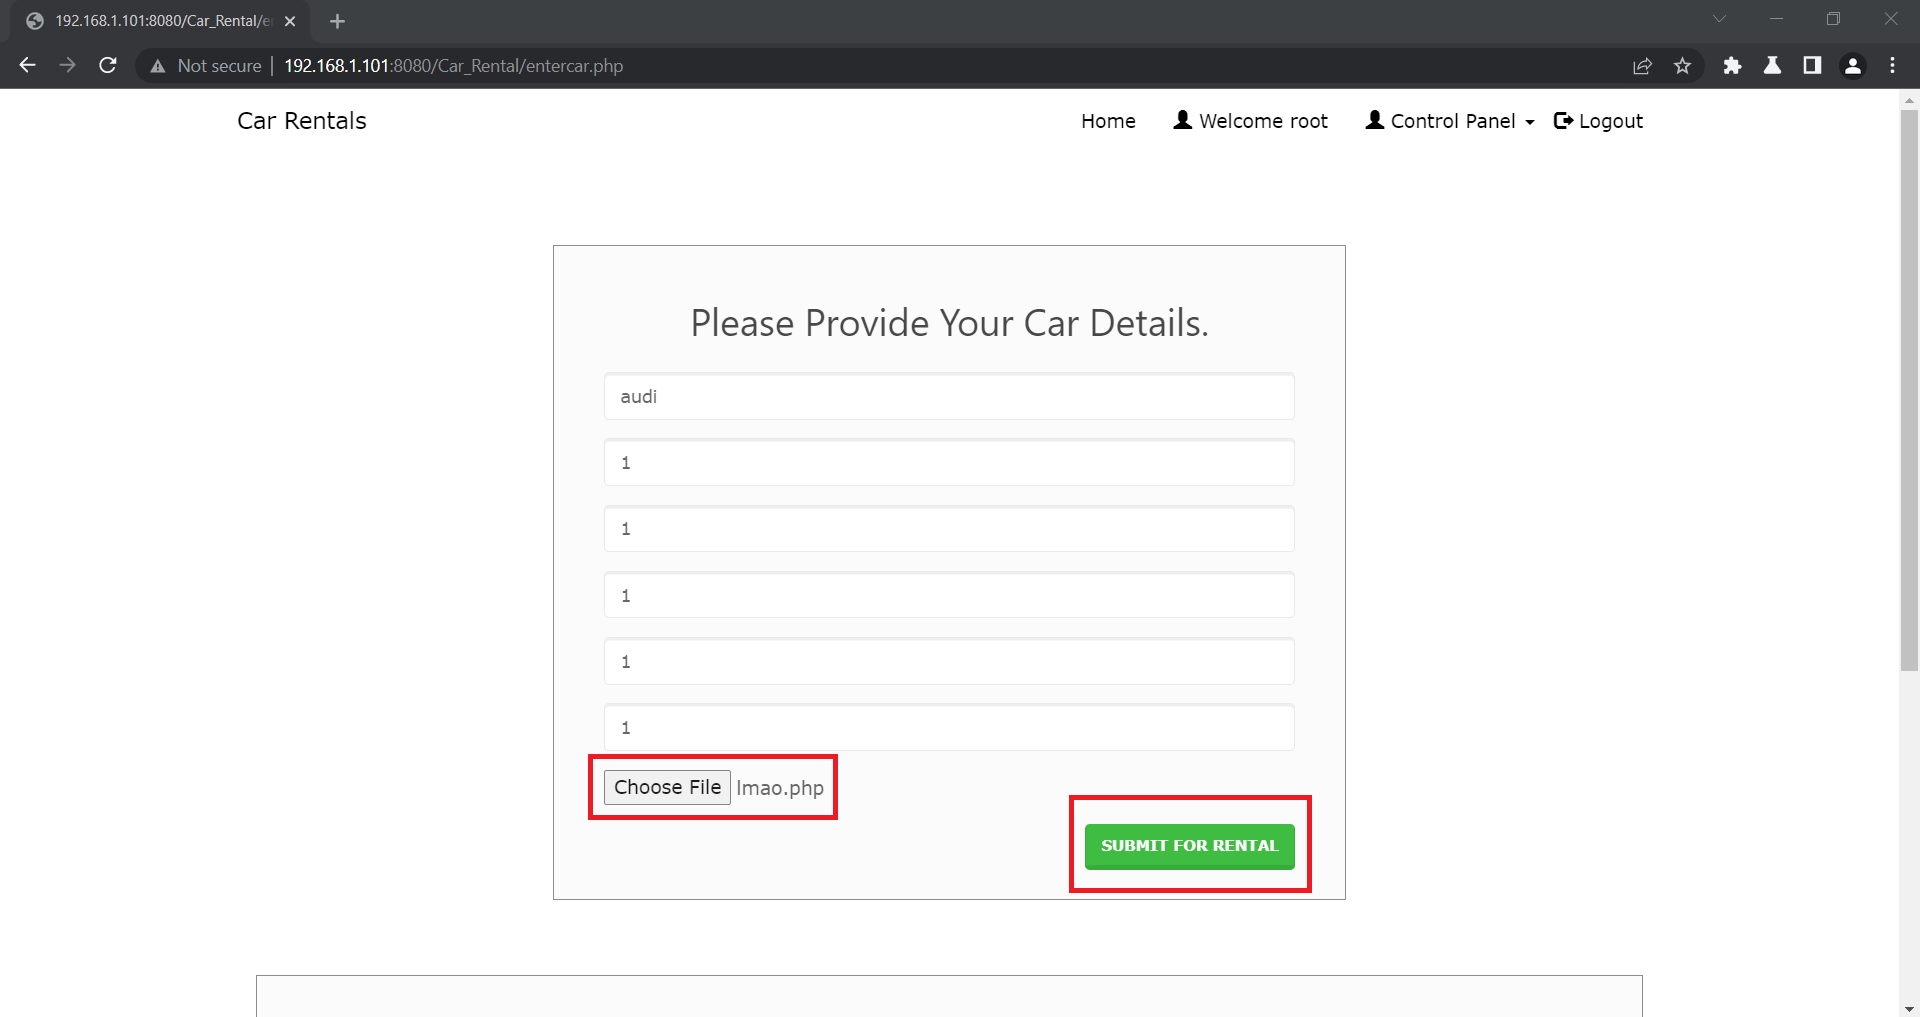 192.168.1.101:8080/Car_Rental/e
Not secure 192.168.1.101:8080/Car_Rental/entercar.php
Car Rentals Home Welcome root Control Panel Logout
Please Provide Your Car Details.
audi
1
1
1
1
1
Choose File lmao.php
SUBMIT FOR RENTAL